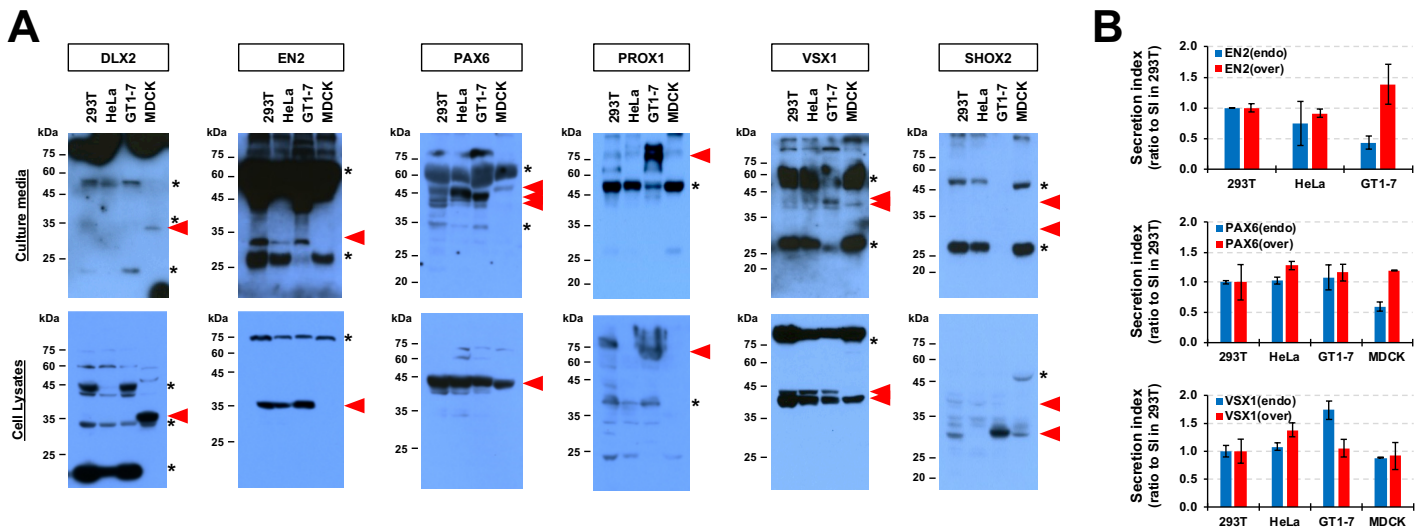 A
DLX2
EN2
PAX6
PROX1
VSX1
SHOX2
293T HeLa GT1-7 MDCK
293T HeLa GT1-7 MDCK
293T HeLa GT1-7 MDCK
293T HeLa GT1-7 MDCK
293T HeLa GT1-7 MDCK
293T HeLa GT1-7 MDCK
Culture media
kDa
75
60
45
35
25
*
*
*
kDa
75
60
45
35
25
*
*
kDa
75
60
45
35
25
20
*
*
kDa
75
60
45
35
25
20
*
kDa
75
60
45
35
25
20
*
*
kDa
75
60
45
35
25
20
*
*
Cell Lysates
kDa
75
60
45
35
25
*
*
*
kDa
75
60
45
35
25
*
kDa
75
60
45
35
25
kDa
75
60
45
35
25
*
kDa
75
60
45
35
25
*
kDa
75
60
45
35
25
20
*
B
Secretion index
(ratio to SI in 293T)
2.0
1.5
1.0
0.5
0.0
EN2(endo)
EN2(over)
293T HeLa GT1-7
Secretion index
(ratio to SI in 293T)
2.0
1.5
1.0
0.5
0.0
PAX6(endo)
PAX6(over)
293T HeLa GT1-7 MDCK
Secretion index
(ratio to SI in 293T)
2.0
1.5
1.0
0.5
0.0
VSX1(endo)
VSX1(over)
293T HeLa GT1-7 MDCK